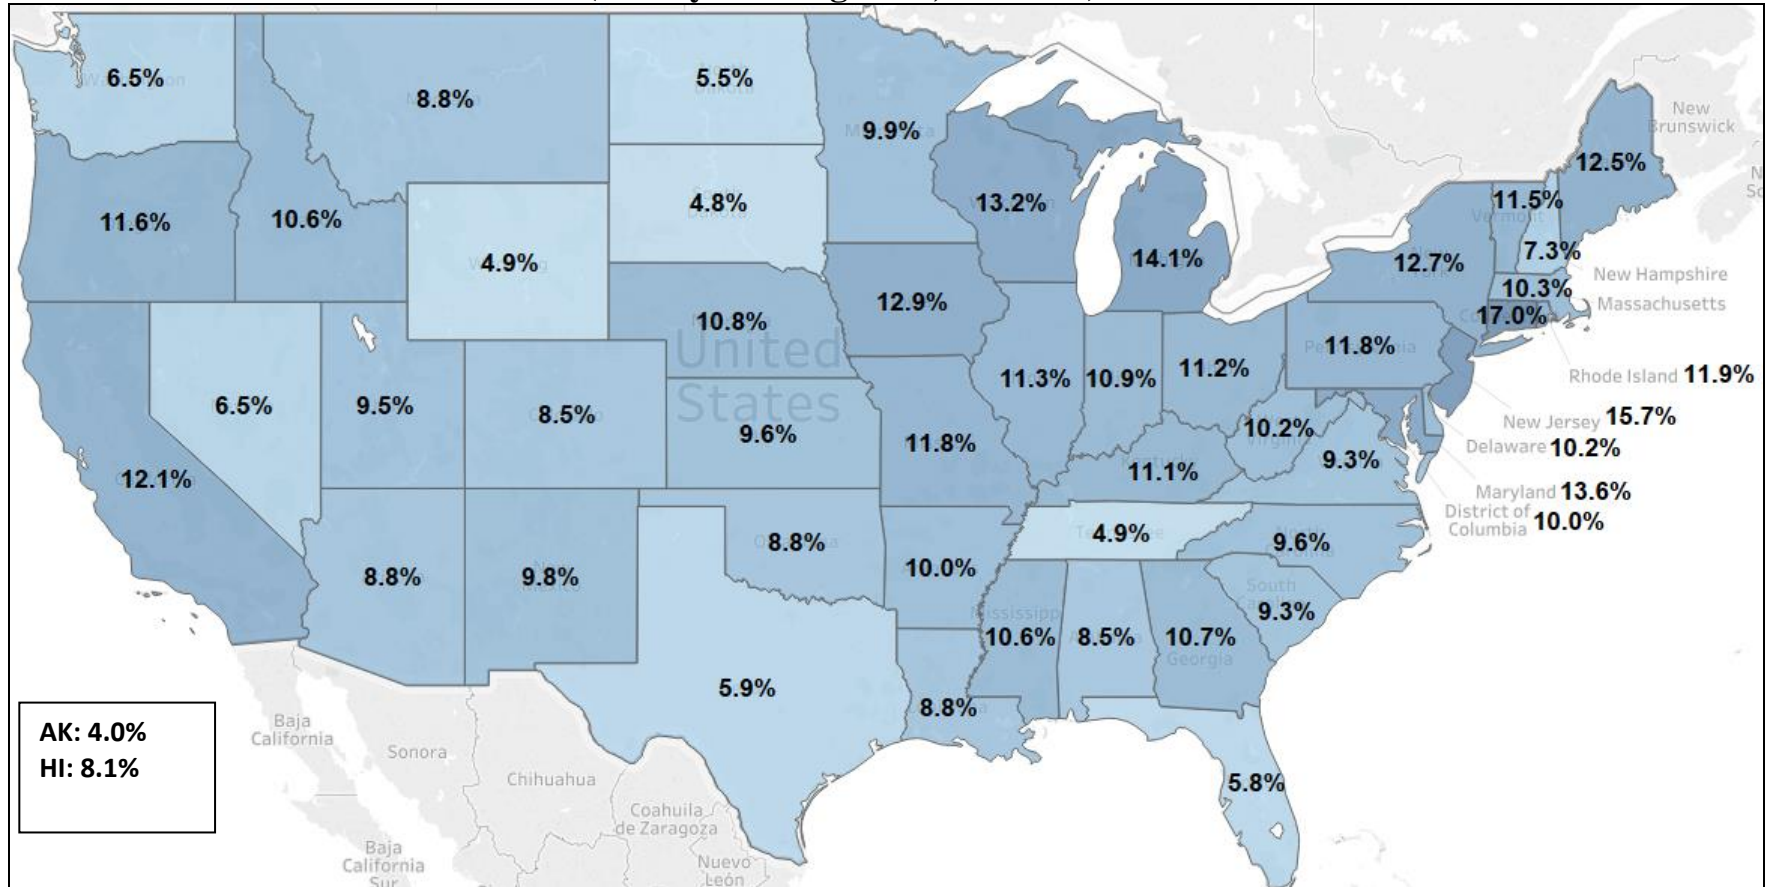 6.5%
8.8%
5.5%
9.9%
New
Brunswick
12.5%
11.6%
10.6%
4.9%
4.8%
13.2%
14.1%
12.7%
11.5%
Vermont
7.3%
New Hampshire
10.3%
Massachusetts
17.0%
12.9%
10.8%
United
States
11.8%
Rhode Island 11.9%
6.5%
9.5%
8.5%
9.6%
11.8%
11.3%
10.9%
11.2%
10.2%
9.3%
New Jersey 15.7%
Delaware 10.2%
12.1%
11.1%
Maryland 13.6%
District of
Columbia 10.0%
8.8%
9.8%
8.8%
10.0%
4.9%
9.6%
South
9.3%
Mississippi
10.6%
8.5%
10.7%
Georgia
5.9%
8.8%
5.8%
AK: 4.0%
HI: 8.1%
Baja
California
Sonora
Chihuahua
Coahuila
de Zaragoza
Baja
California
Sur
Nuevo
León